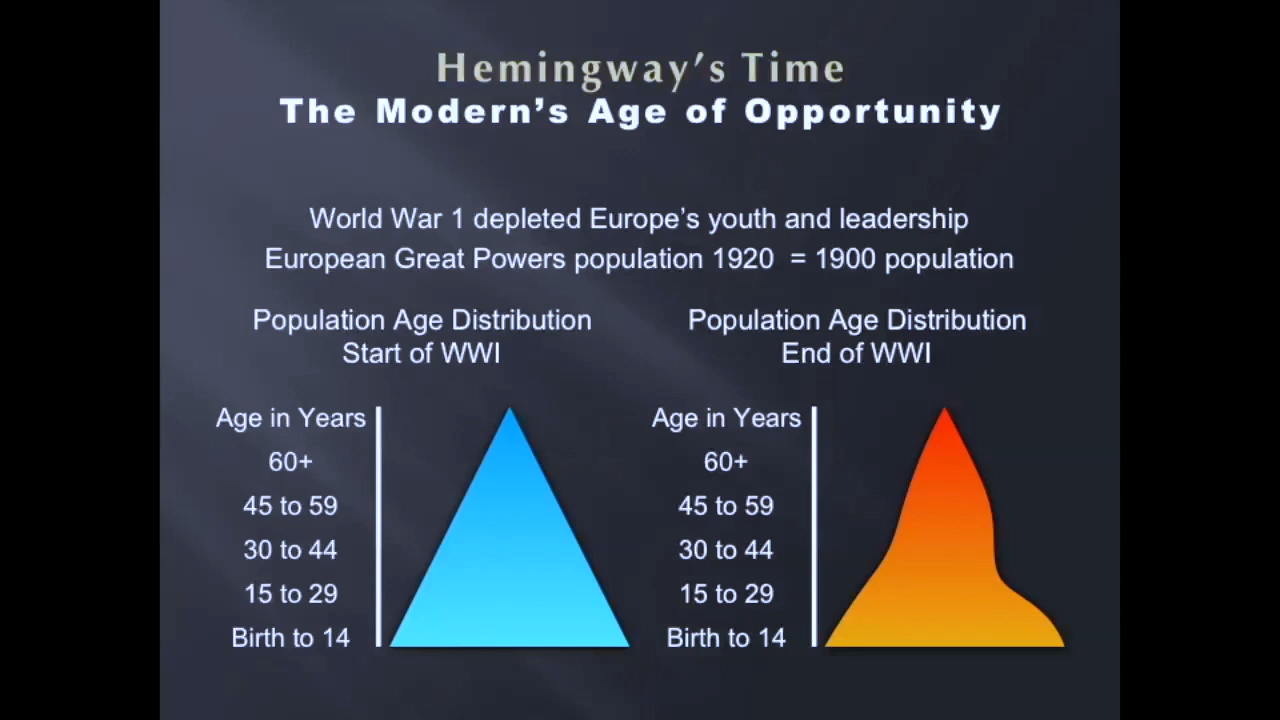 Hemingway's Time
The Modern's Age of Opportunity
World War 1 depleted Europe's youth and leadership
European Great Powers population 1920 = 1900 population
Population Age Distribution
Start of WWI
Age in Years
60+
45 to 59
30 to 44
15 to 29
Birth to 14
Population Age Distribution
End of WWI
Age in Years
60+
45 to 59
30 to 44
15 to 29
Birth to 14